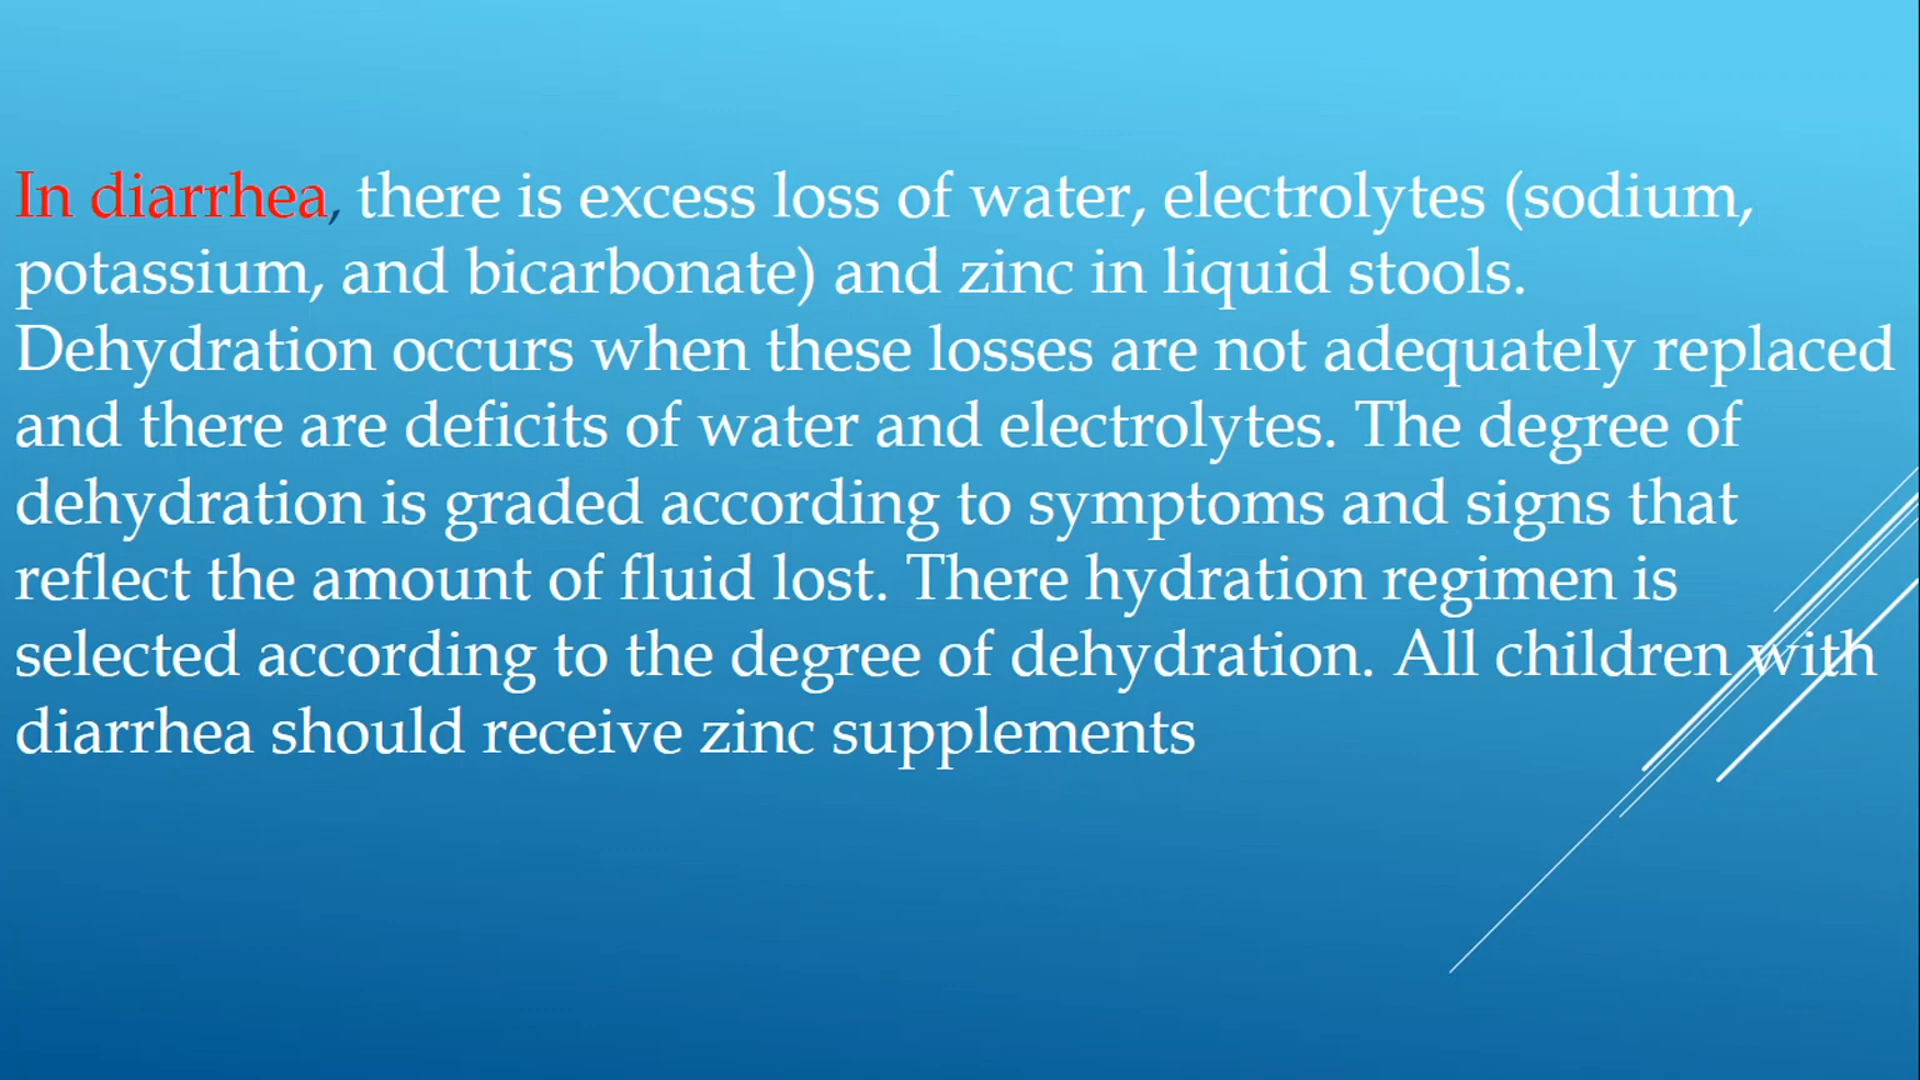 In diarrhea, there is excess loss of water, electrolytes (sodium,
potassium, and bicarbonate) and zinc in liquid stools.
Dehydration occurs when these losses are not adequately replaced
and there are deficits of water and electrolytes. The degree of
dehydration is graded according to symptoms and signs that
reflect the amount of fluid lost. There hydration regimen is
selected according to the degree of dehydration. All children with
diarrhea should receive zinc supplements